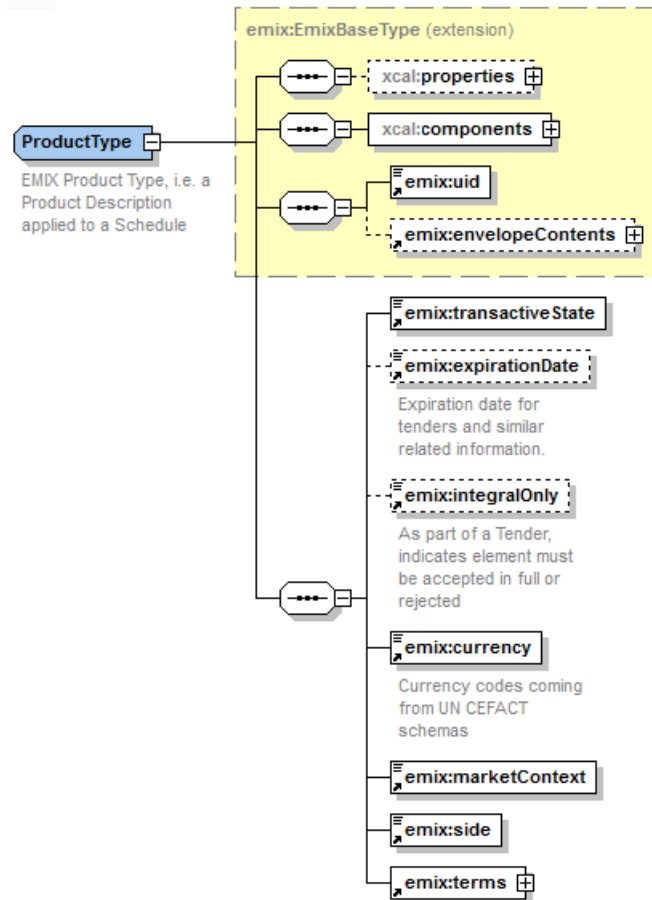 emix:EmixBaseType (extension)
xcal:properties
xcal:components
ProductType
EMIX Product Type, i.e. a
Product Description
applied to a Schedule
emix:uid
emix:envelopeContents
emix:transactiveState
emix:expirationDate
Expiration date for
tenders and similar
related information.
emix:integralOnly
As part of a Tender,
indicates element must
be accepted in full or
rejected
emix:currency
Currency codes coming
from UN CEFACT
schemas
emix:marketContext
emix:side
emix:terms